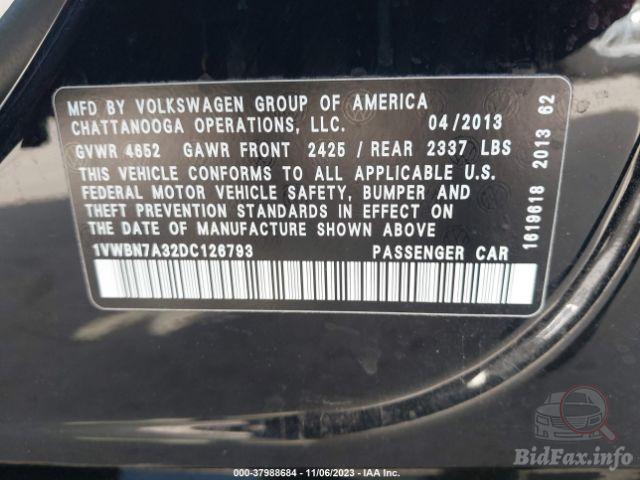 MFD BY VOLKSWAGEN GROUP OF AMERICA
CHATTANOOGA OPERATIONS, LLC. 04/2013
GVWR 4652 GAWR FRONT 2425 / REAR 2337 LBS
THIS VEHICLE CONFORMS TO ALL APPLICABLE U.S.
FEDERAL MOTOR VEHICLE SAFETY, BUMPER AND
THEFT PREVENTION STANDARDS IN EFFECT ON
THE DATE OF MANUFACTURE SHOWN ABOVE
1VWBN7A32DC126793 PASSENGER CAR
1619618 2013 62
BidFax.info
000-37988684 - 11/06/2023 - IAA Inc.